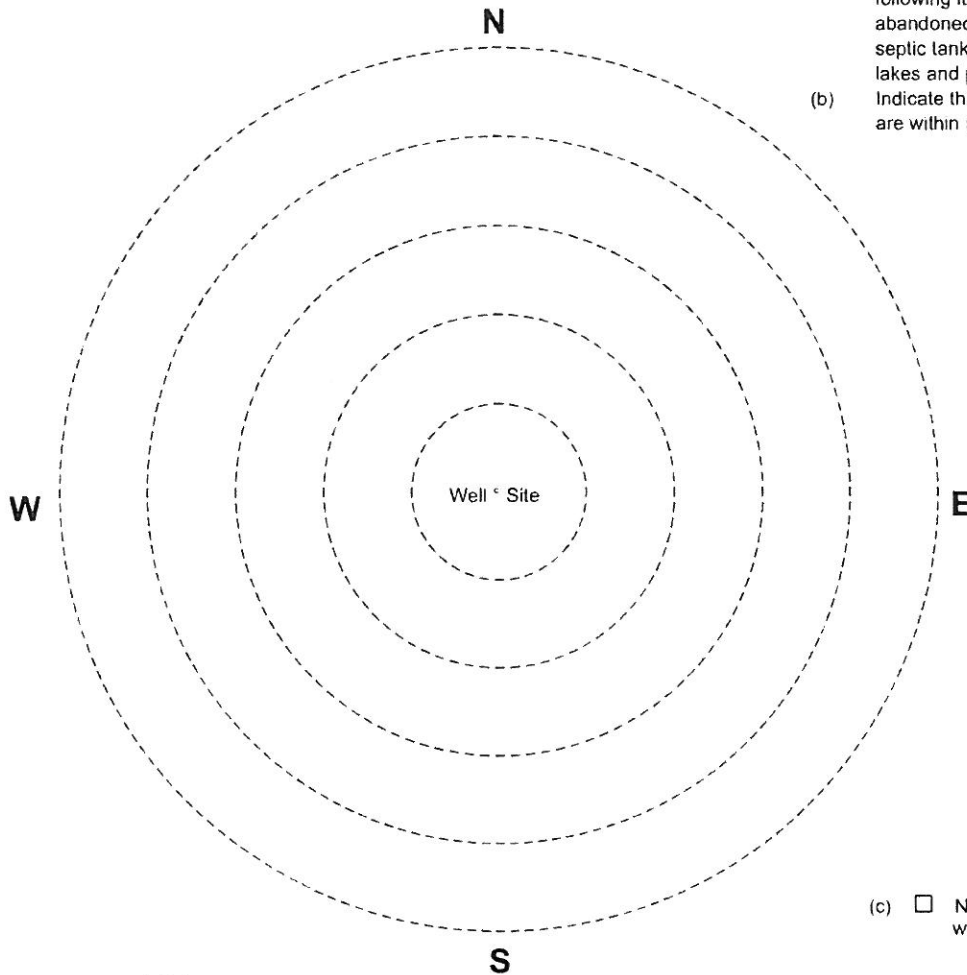 following it
abandoned
septic tank
lakes and
(b) Indicate th
are within
N
W
Well ° Site
E
(c) ☐ N
w
S